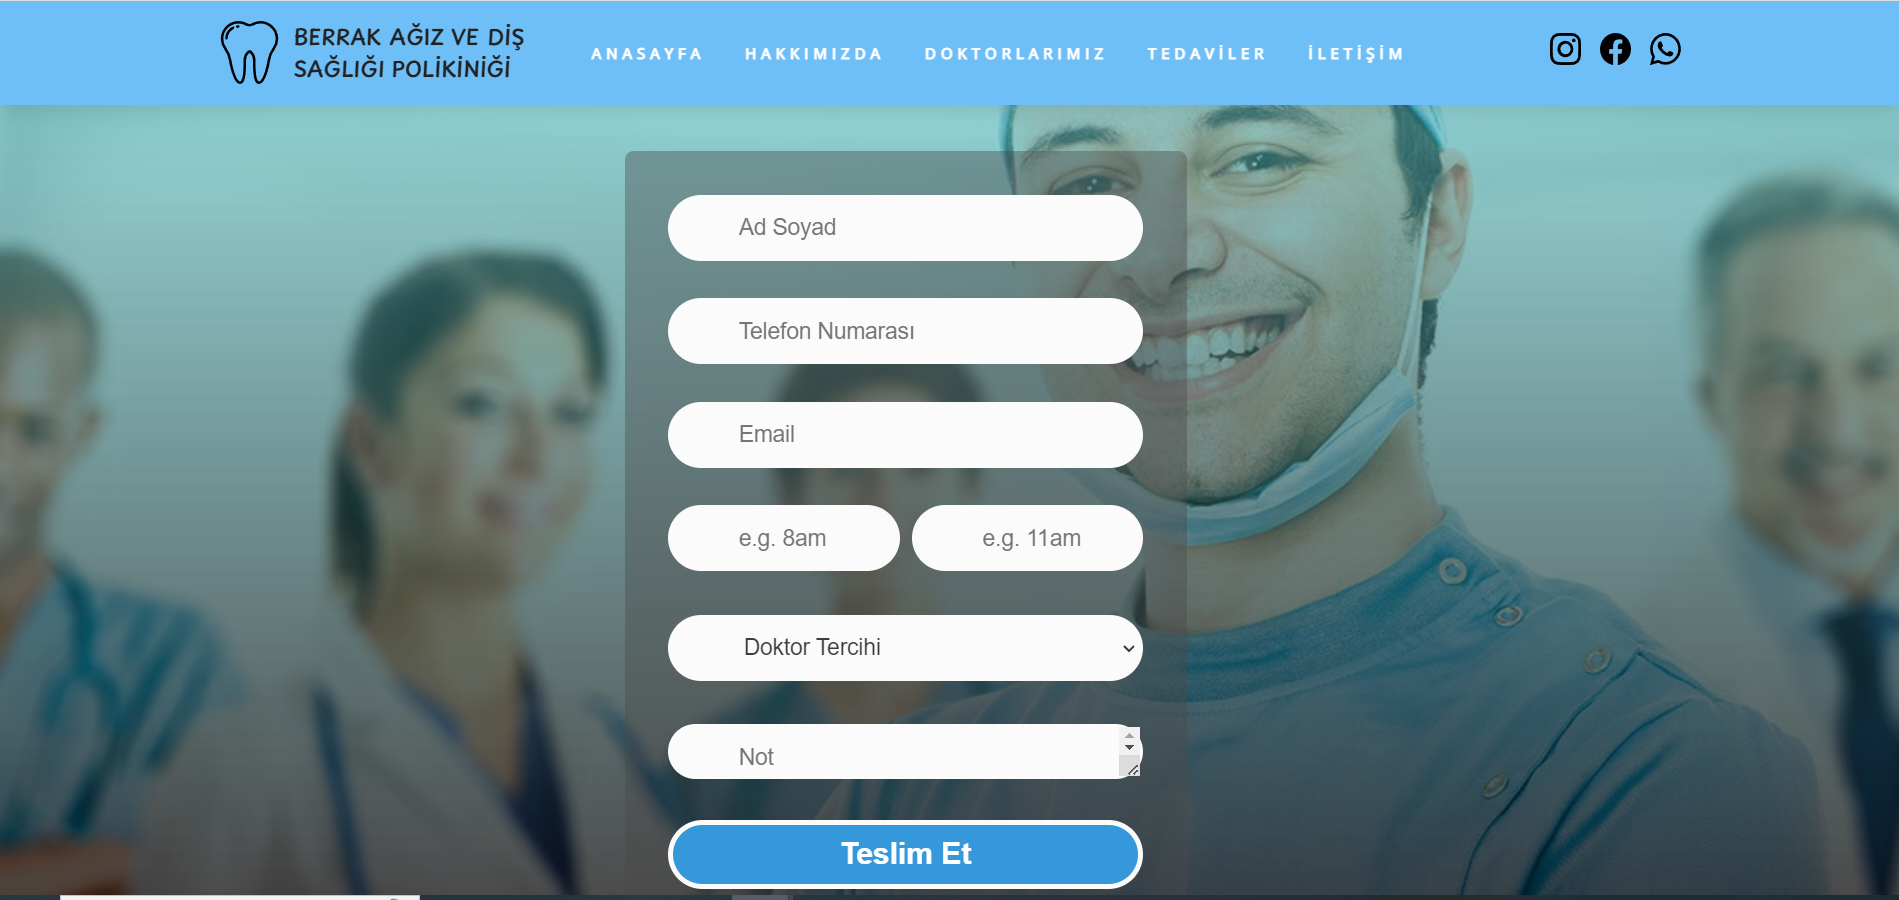 BERRAK AĞIZ VE DİŞ
SAĞLIĞI POLİKİNİĞİ
ANASAYFA HAKKIMIZDA DOKTORLARIMIZ TEDAVİLER İLETİŞİM
Ad Soyad
Telefon Numarası
Email
e.g. 8am e.g. 11am
Doktor Tercihi
Not
Teslim Et